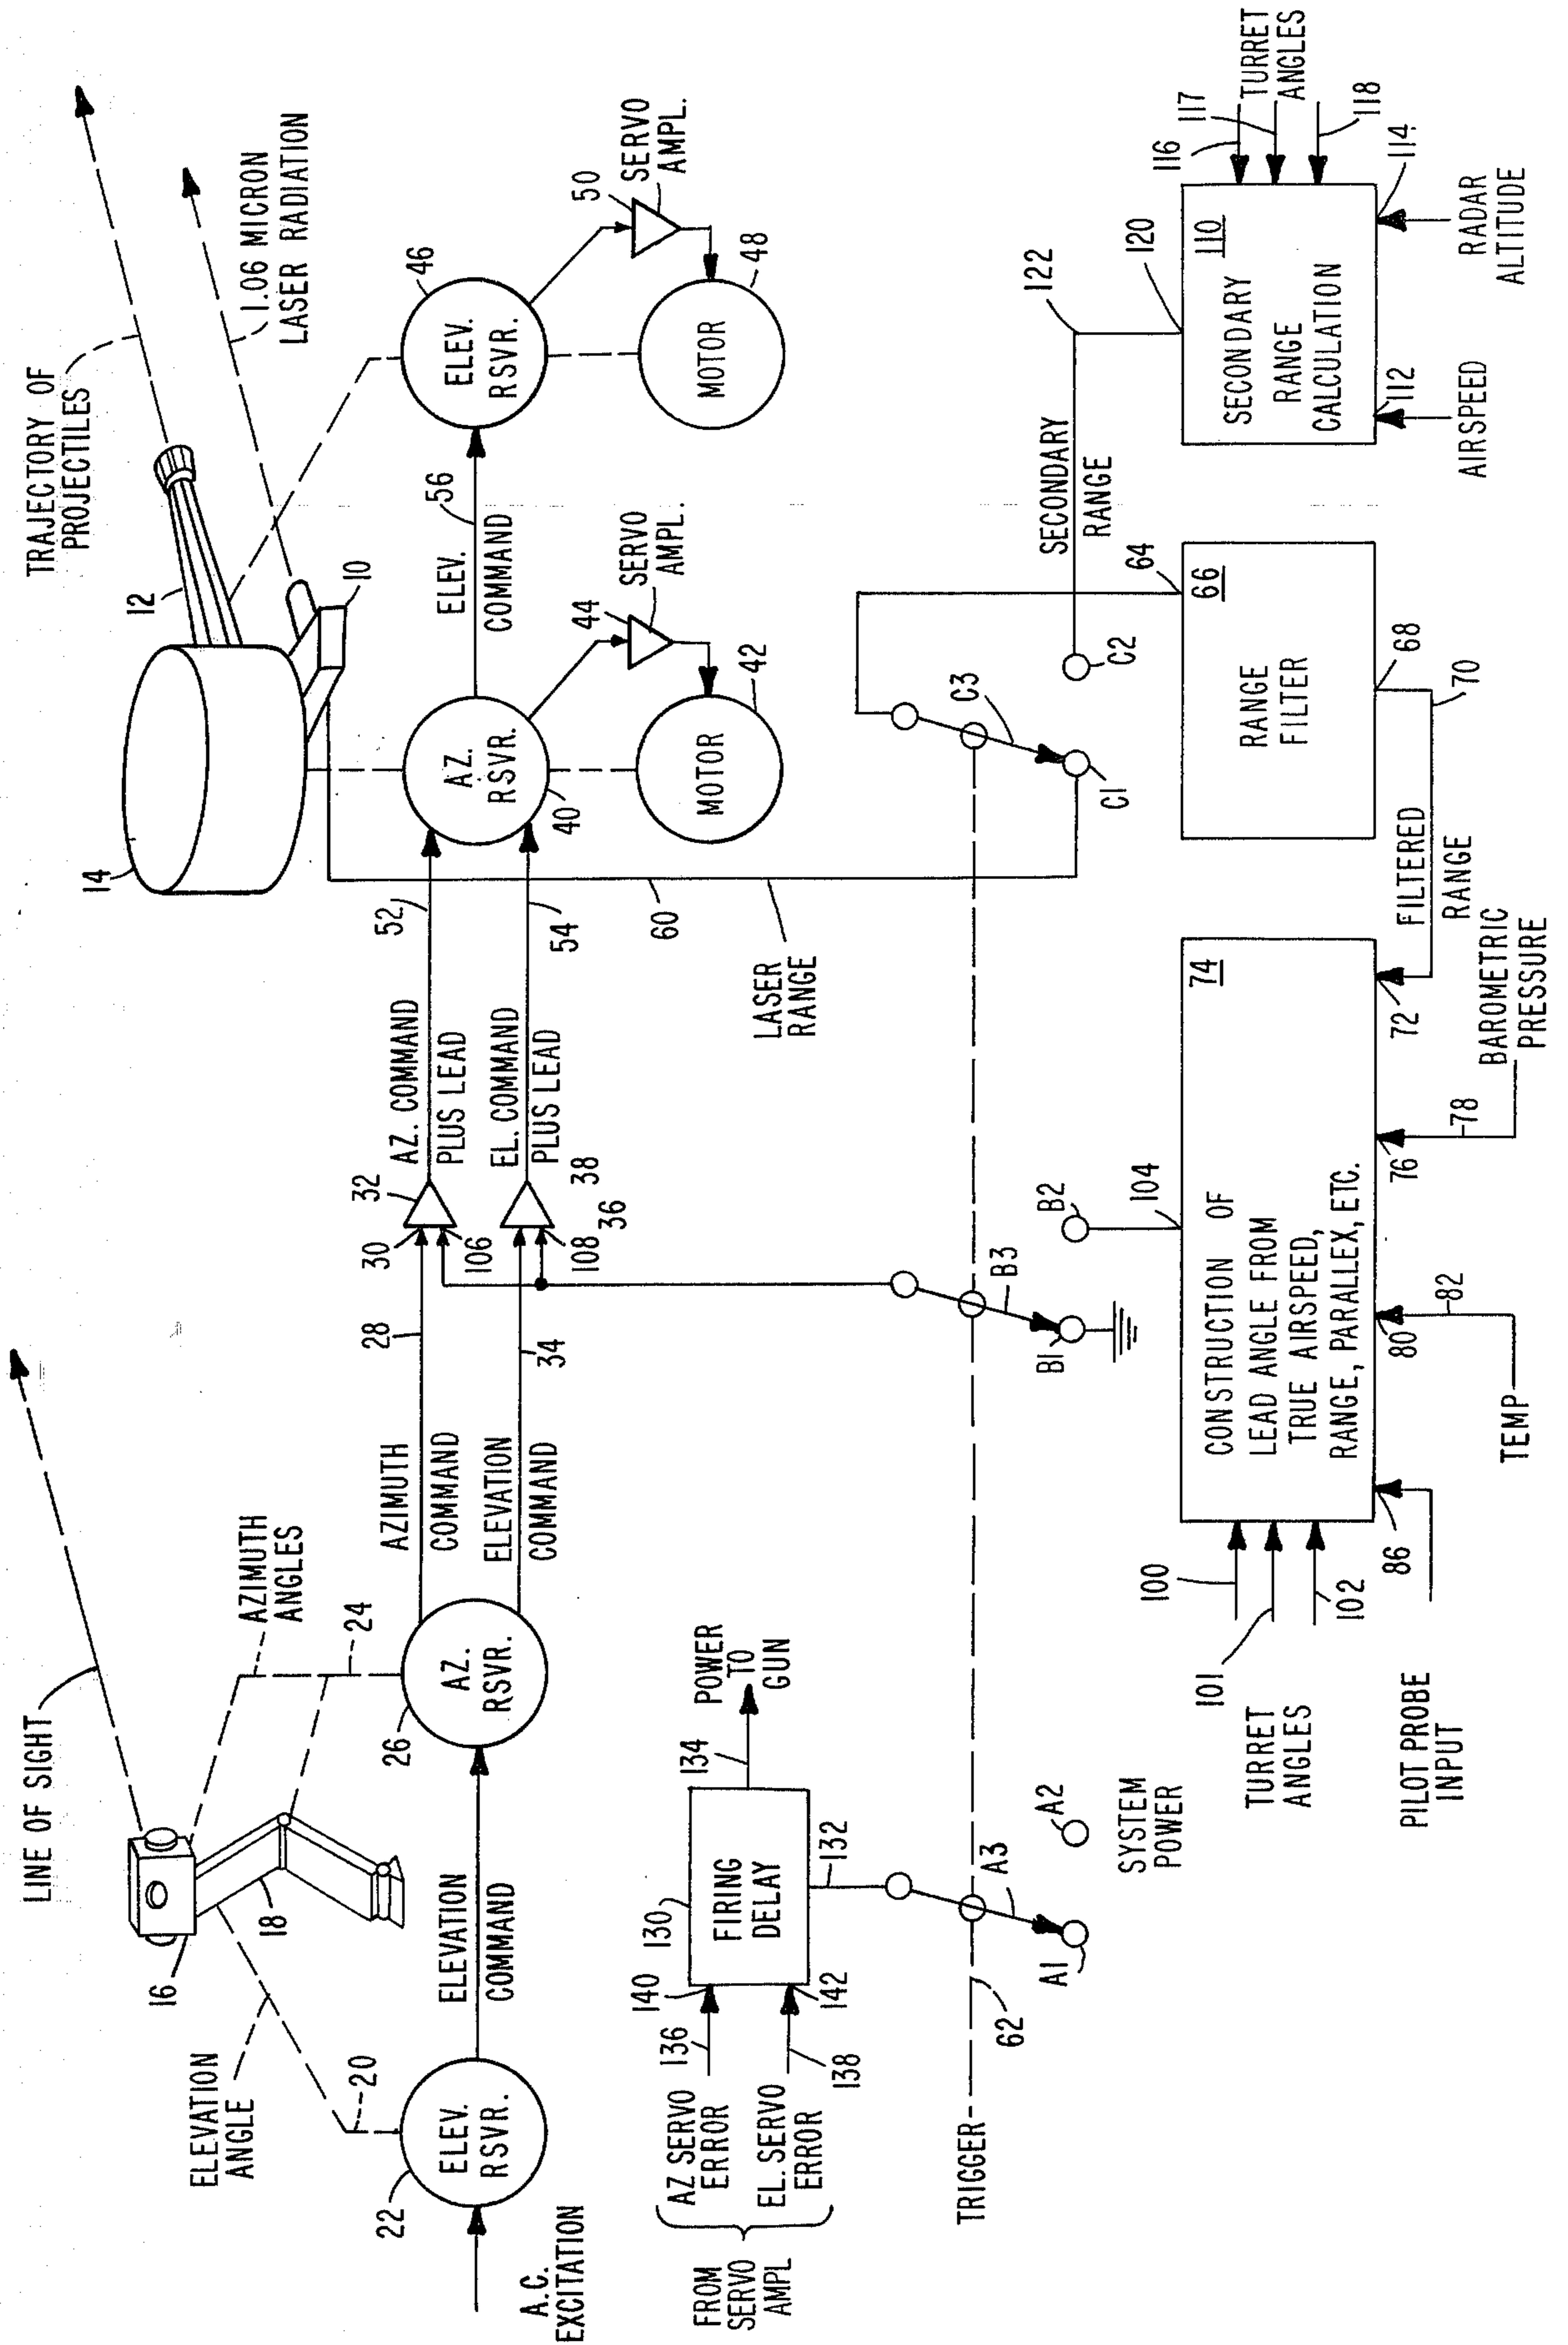 LINE OF SIGHT
ELEVATION
ANGLE
16
18
20
22
ELEV.
RSVR.
A.C.
EXCITATION
ELEVATION
COMMAND
AZIMUTH
ANGLES
24
26
AZ.
RSVR.
AZIMUTH
COMMAND
28
ELEVATION
COMMAND
34
30
32
106
108
36
38
AZ. COMMAND
PLUS LEAD
EL. COMMAND
PLUS LEAD
52
54
TRAJECTORY OF
PROJECTILES
1.06 MICRON
LASER RADIATION
12
10
14
AZ.
RSVR.
40
MOTOR
42
44
SERVO
AMPL.
ELEV.
COMMAND
56
ELEV.
RSVR.
46
MOTOR
48
50
SERVO
AMPL.
60
LASER
RANGE
FROM
SERVO
AMPL
AZ SERVO
ERROR
EL. SERVO
ERROR
136
138
140
142
130
FIRING
DELAY
132
134
POWER
TO
GUN
TRIGGER
62
A1
A2
A3
SYSTEM
POWER
B1
B2
B3
C1
C2
C3
TURRET
ANGLES
100
101
102
PILOT PROBE
INPUT
86
TEMP
80
82
BAROMETRIC
PRESSURE
76
78
72
74
104
CONSTRUCTION OF
LEAD ANGLE FROM
TRUE AIRSPEED,
RANGE, PARALLEX, ETC.
FILTERED
RANGE
70
68
64
66
RANGE
FILTER
SECONDARY
RANGE
122
120
110
SECONDARY
RANGE
CALCULATION
112
AIRSPEED
114
RADAR
ALTITUDE
116
117
118
TURRET
ANGLES